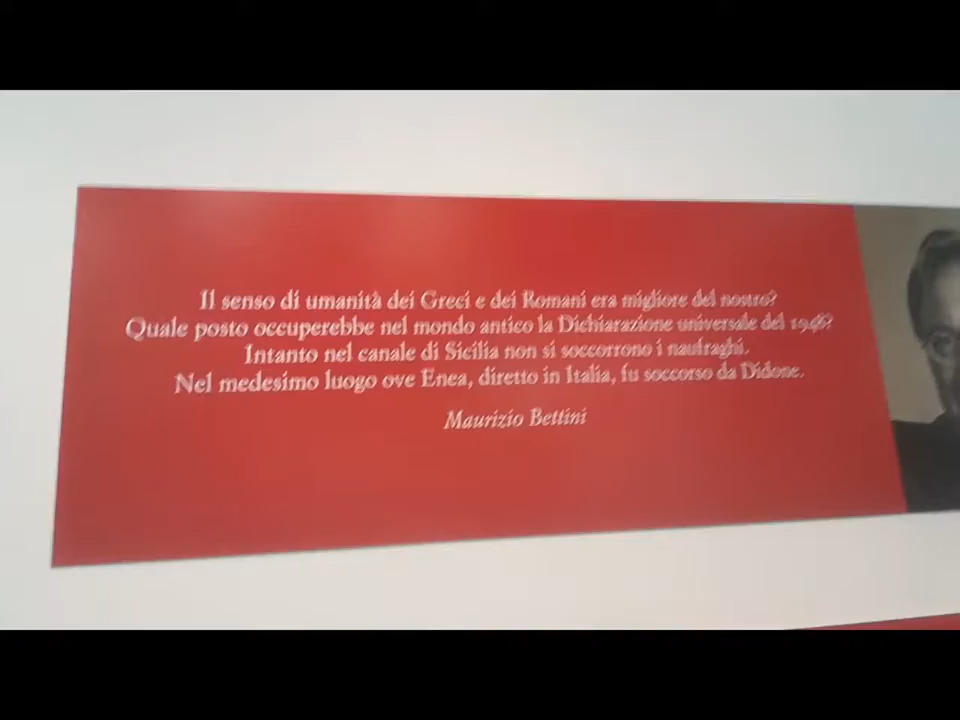 Il senso di umanità dei Greci e dei Romani era migliore del nostro?
Quale posto occuperebbe nel mondo antico la Dichiarazione universale del 1948?
Intanto nel canale di Sicilia non si soccorrono i naufraghi.
Nel medesimo luogo ove Enea, diretto in Italia, fu soccorso da Didone.
Maurizio Bettini